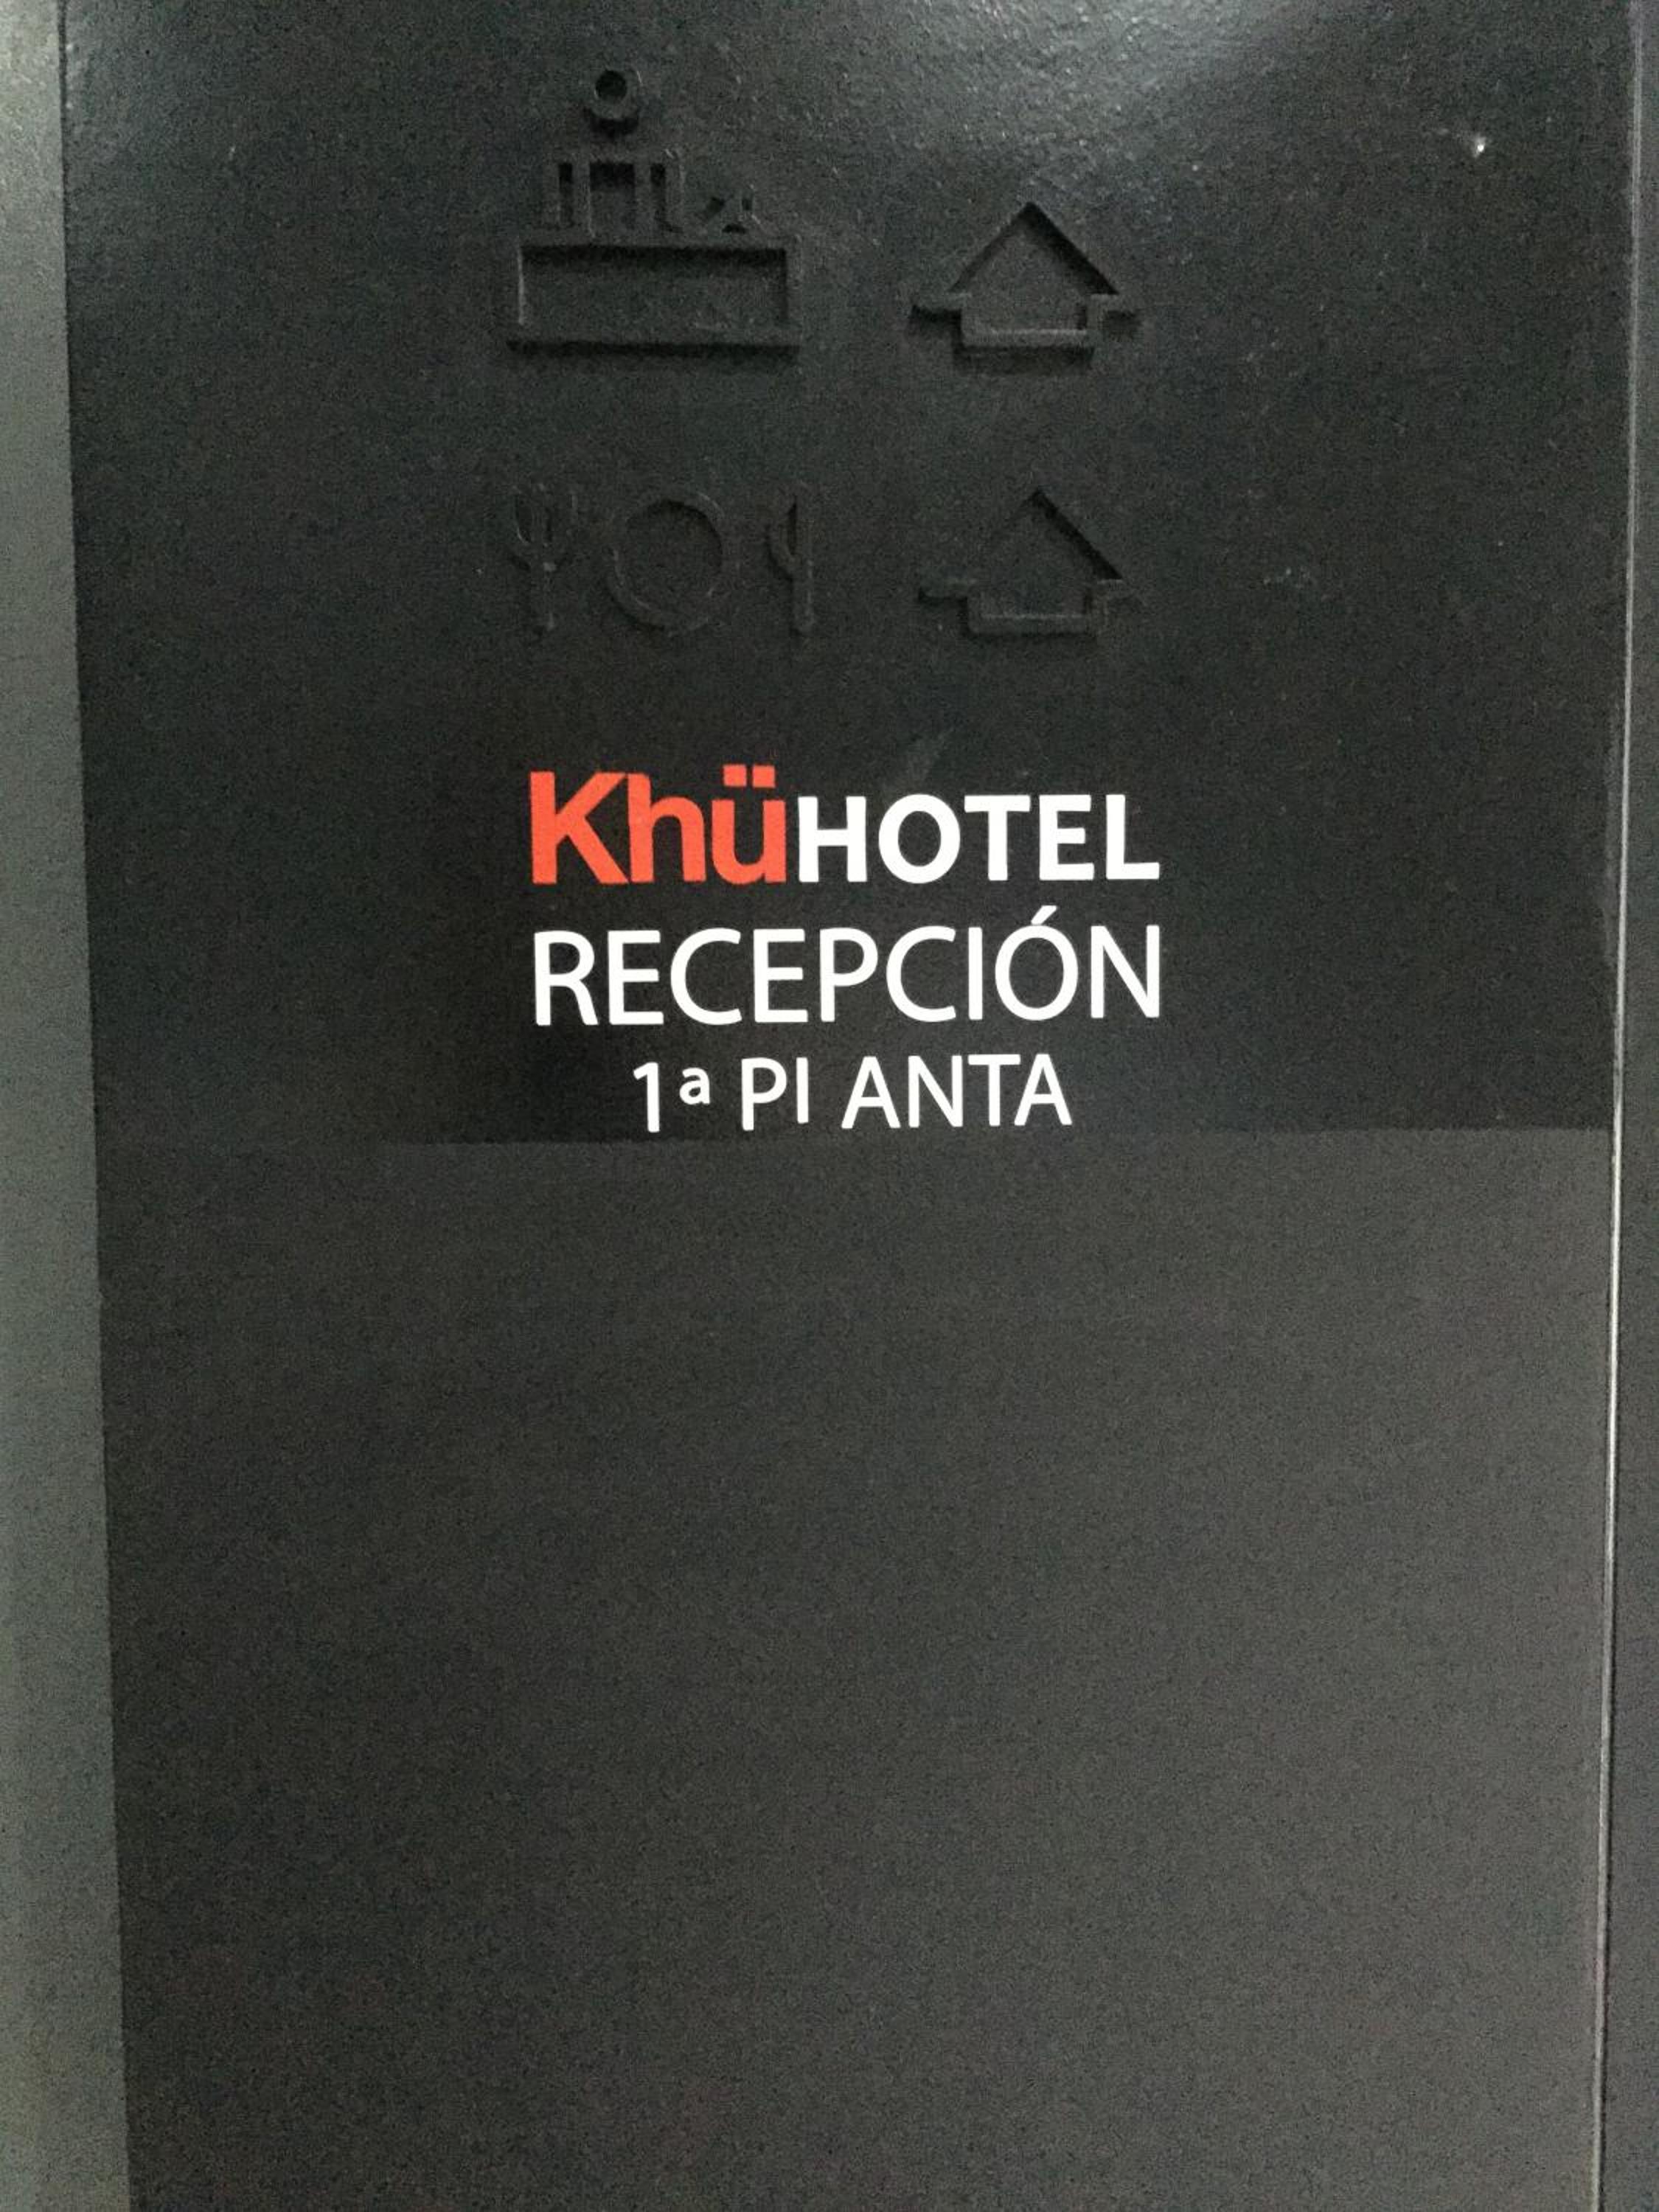 KhüHOTEL
RECEPCIÓN
1ª PI ANTA